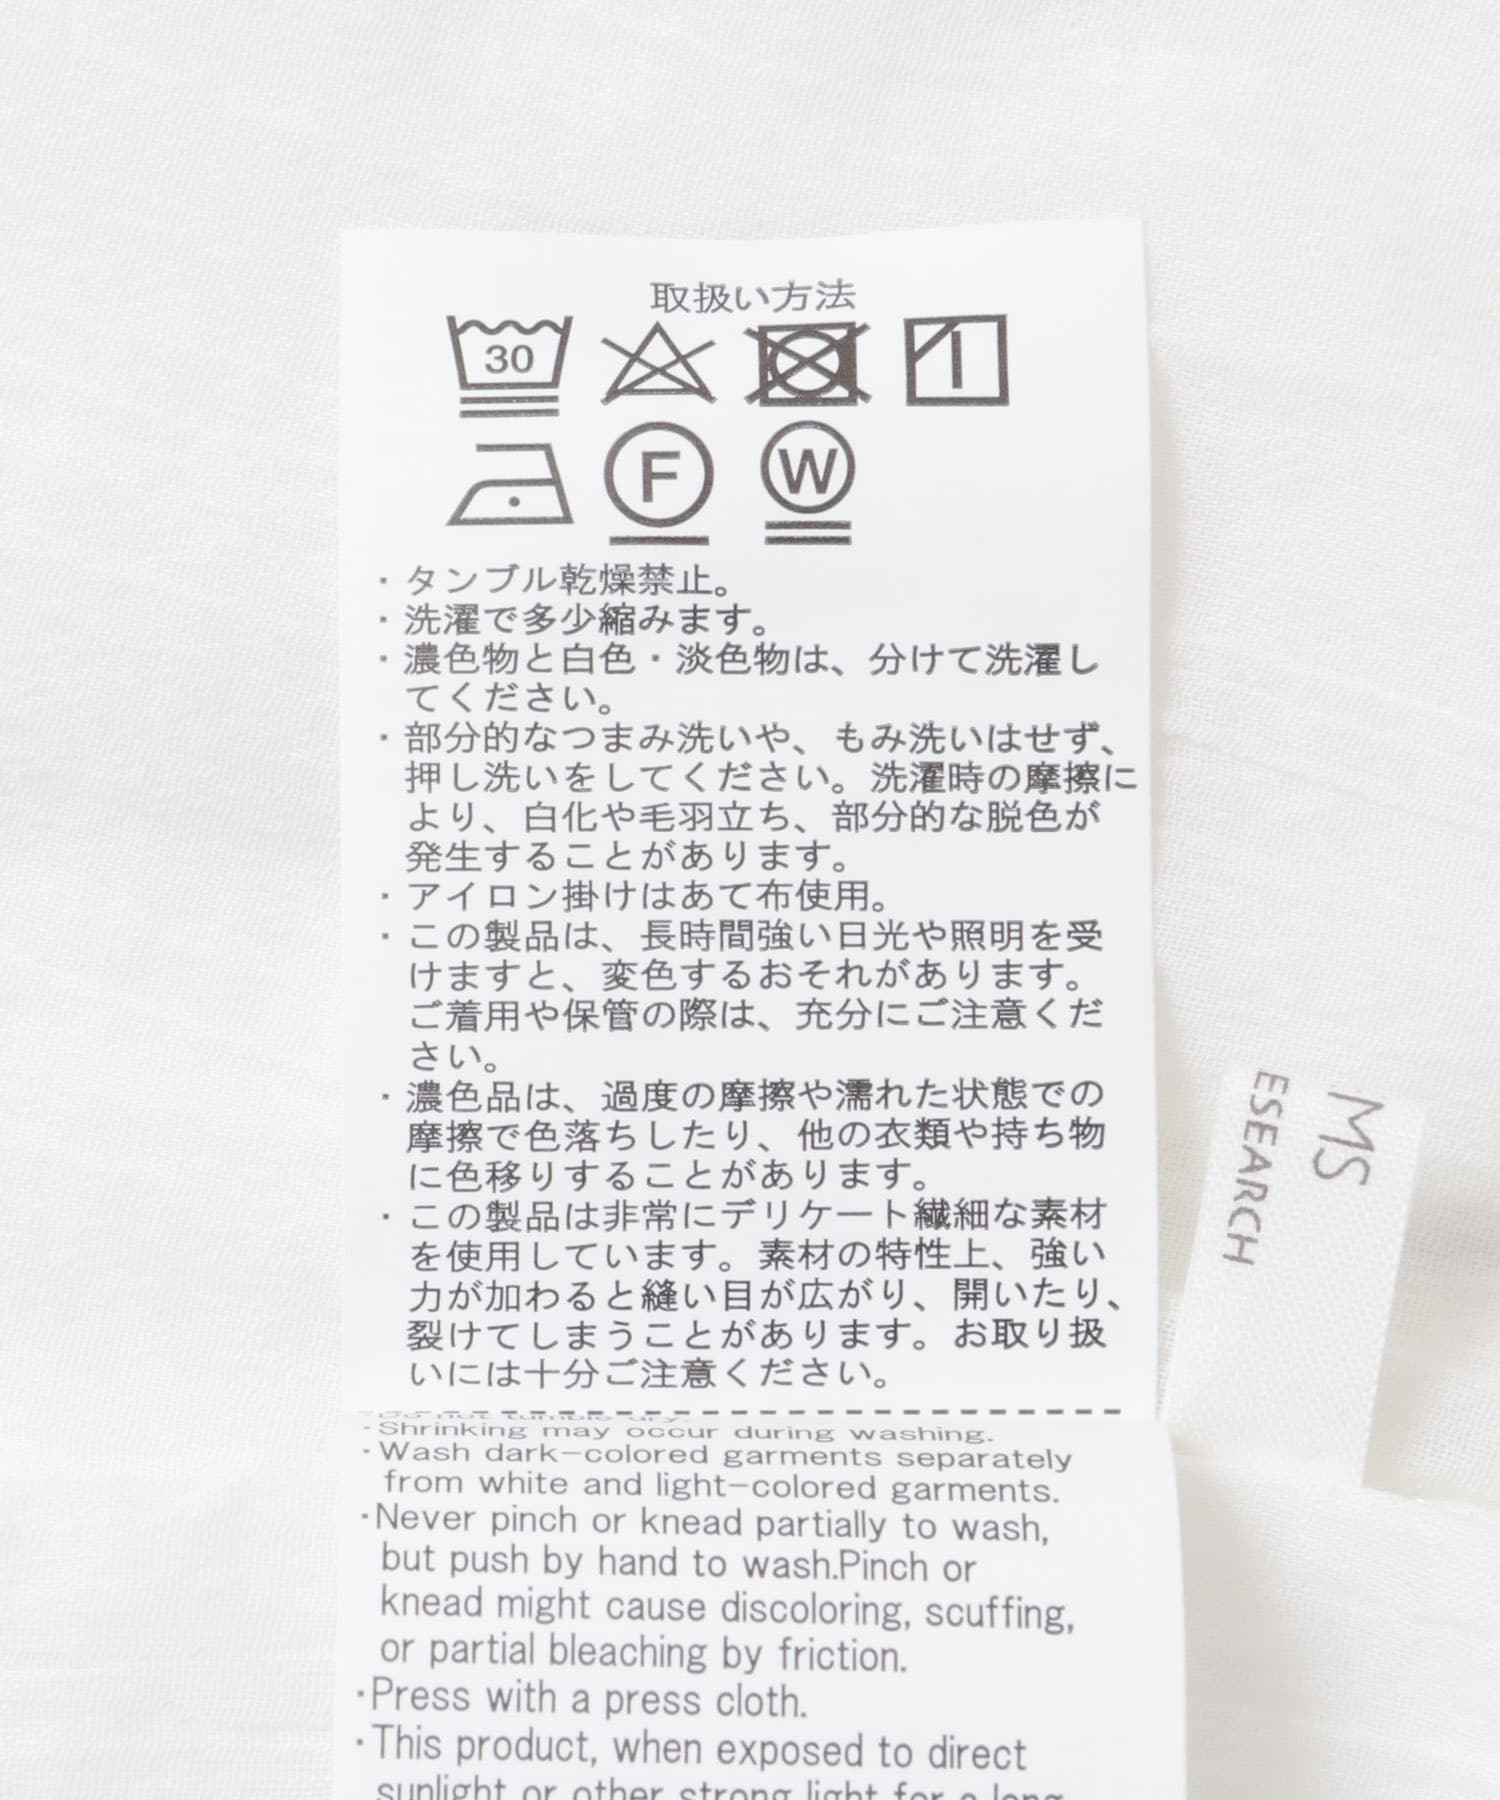 取扱い方法
30
F
W
・タンブル乾燥禁止。
・洗濯で多少縮みます。
・濃色物と白色・淡色物は、分けて洗濯し
てください。
・部分的なつまみ洗いや、もみ洗いはせず、
押し洗いをしてください。洗濯時の摩擦に
より、白化や毛羽立ち、部分的な脱色が
発生することがあります。
・アイロン掛けはあて布使用。
・この製品は、長時間強い日光や照明を受
けますと、変色するおそれがあります。
ご着用や保管の際は、充分にご注意くだ
さい。
・濃色品は、過度の摩擦や濡れた状態での
摩擦で色落ちしたり、他の衣類や持ち物
に色移りすることがあります。
・この製品は非常にデリケート繊細な素材
を使用しています。素材の特性上、強い
力が加わると縫い目が広がり、開いたり、
裂けてしまうことがあります。お取り扱
いには十分ご注意ください。
・Do not tumble dry.
・Shrinking may occur during washing.
・Wash dark-colored garments separately
from white and light-colored garments.
・Never pinch or knead partially to wash,
but push by hand to wash.Pinch or
knead might cause discoloring, scuffing,
or partial bleaching by friction.
・Press with a press cloth.
・This product, when exposed to direct
sunlight or other strong light for a long
MS
ESEARCH